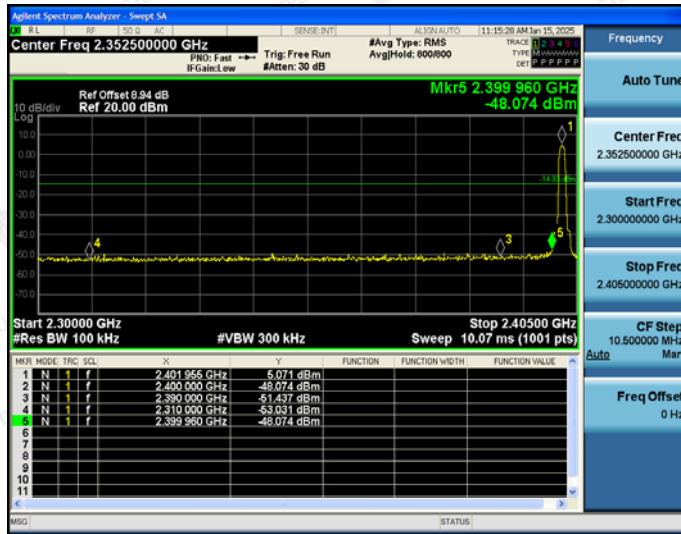 Agilent Spectrum Analyzer - Swept SA
RL RF 50 Ω AC SENSE:INT ALIGN AUTO 11:15:28 AM Jan 15, 2025
Center Freq 2.352500000 GHz
PNO: Fast
IFGain:Low
Trig: Free Run
#Atten: 30 dB
#Avg Type: RMS
Avg|Hold: 800/800
TRACE 1 2 3 4 5 6
TYPE M
DET P P P P P P
Frequency
Auto Tune
Center Freq
2.352500000 GHz
Start Freq
2.300000000 GHz
Stop Freq
2.405000000 GHz
CF Step
10.500000 MHz
Auto Man
Freq Offset
0 Hz
Ref Offset 8.94 dB
10 dB/div Ref 20.00 dBm
Log
Mkr5 2.399 960 GHz
-48.074 dBm
10.0
0.00
-10.0
-20.0
-30.0
-40.0
-50.0
-60.0
-70.0
1
4
3
5
Start 2.30000 GHz Stop 2.40500 GHz
#Res BW 100 kHz #VBW 300 kHz Sweep 10.07 ms (1001 pts)
MKR MODE TRC SCL X Y FUNCTION FUNCTION WIDTH FUNCTION VALUE
1 N 1 f 2.401 955 GHz 5.071 dBm
2 N 1 f 2.400 000 GHz -48.074 dBm
3 N 1 f 2.390 000 GHz -51.437 dBm
4 N 1 f 2.310 000 GHz -53.031 dBm
5 N 1 f 2.399 960 GHz -48.074 dBm
6
7
8
9
10
11
MSG STATUS